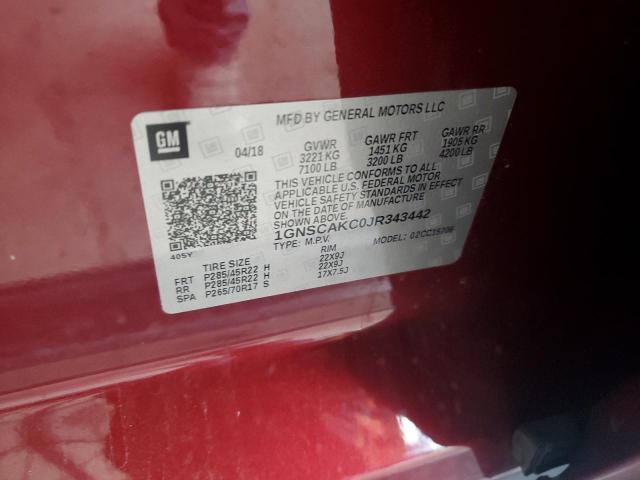 MFD BY GENERAL MOTORS LLC
GM
04/18
GVWR GAWR FRT GAWR RR
3221 KG 1451 KG 1905 KG
7100 LB 3200 LB 4200 LB
THIS VEHICLE CONFORMS TO ALL
APPLICABLE U.S. FEDERAL MOTOR
VEHICLE SAFETY STANDARDS IN EFFECT
ON THE DATE OF MANUFACTURE
SHOWN ABOVE.
1GNSCAKC0JR343442
TYPE: M.P.V. MODEL: 02CC15706
405Y
TIRE SIZE RIM
FRT P285/45R22 H 22X9J
RR P285/45R22 H 22X9J
SPA P265/70R17 S 17X7.5J